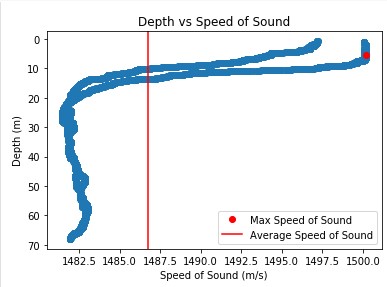 Depth vs Speed of Sound
0
10
20
30
40
50
60
70
Depth (m)
Max Speed of Sound
Average Speed of Sound
1482.5 1485.0 1487.5 1490.0 1492.5 1495.0 1497.5 1500.0
Speed of Sound (m/s)